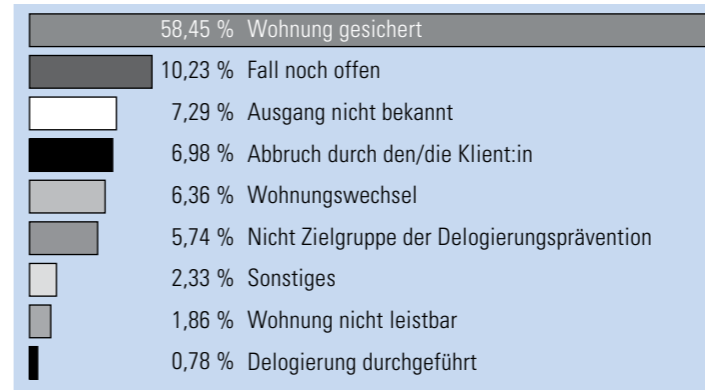 58,45 % Wohnung gesichert
10,23 % Fall noch offen
7,29 % Ausgang nicht bekannt
6,98 % Abbruch durch den/die Klient:in
6,36 % Wohnungswechsel
5,74 % Nicht Zielgruppe der Delogierungsprävention
2,33 % Sonstiges
1,86 % Wohnung nicht leistbar
0,78 % Delogierung durchgeführt